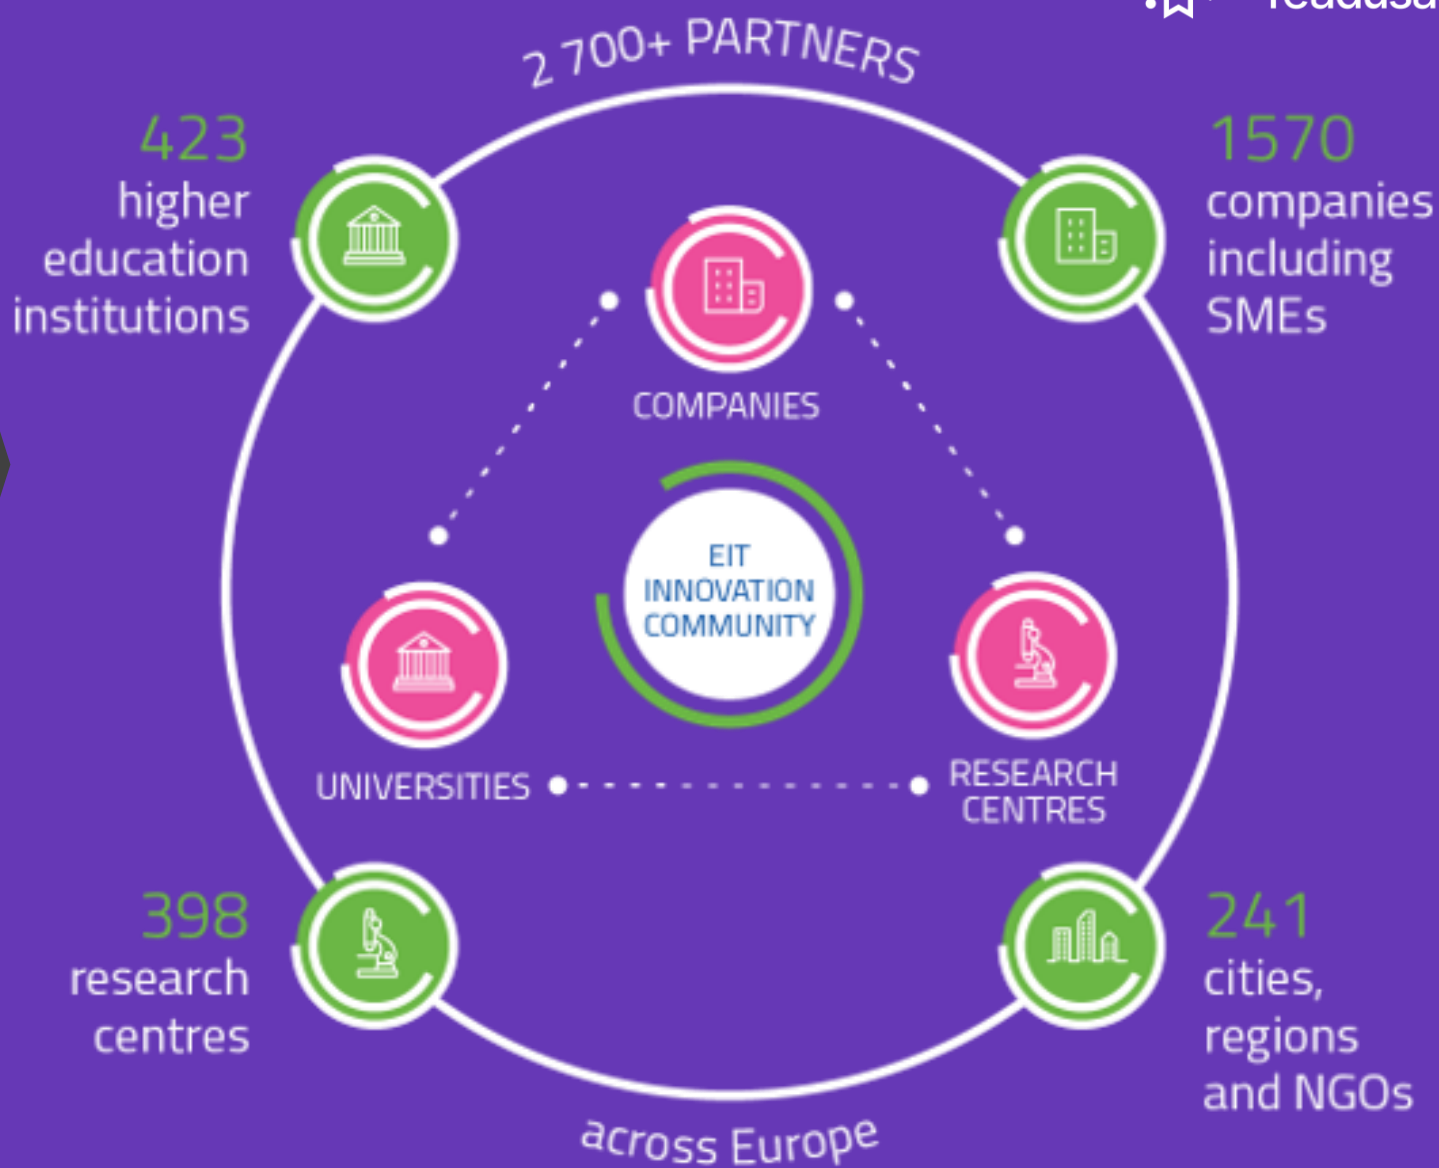 2 700+ PARTNERS
423
higher
education
institutions
1570
companies
including
SMEs
COMPANIES
EIT
INNOVATION
COMMUNITY
UNIVERSITIES
RESEARCH
CENTRES
398
research
centres
241
cities,
regions
and NGOs
across Europe